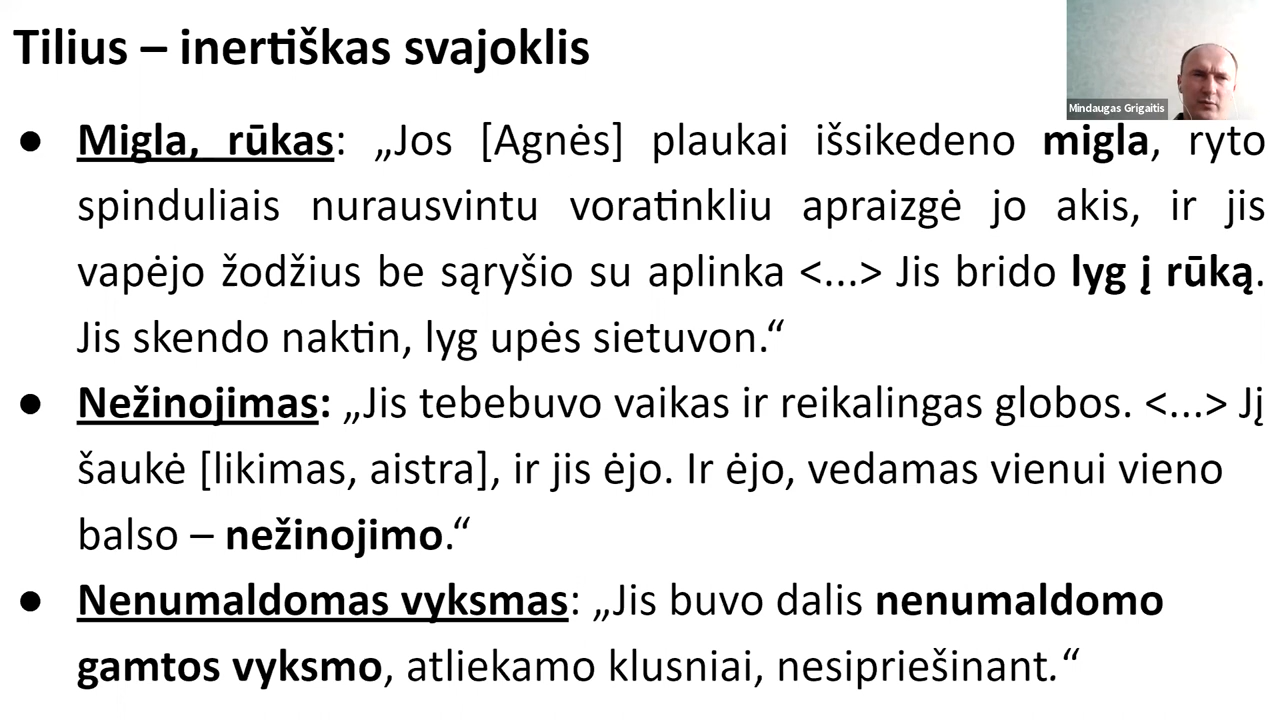 Tilius – inertiškas svajoklis
Mindaugas Grigaitis
● Migla, rūkas: „Jos [Agnės] plaukai išsikedeno migla, ryto
spinduliais nurausvintu voratinkliu apraizgė jo akis, ir jis
vapėjo žodžius be sąryšio su aplinka <...> Jis brido lyg į rūką.
Jis skendo naktin, lyg upės sietuvon.“
● Nežinojimas: „Jis tebebuvo vaikas ir reikalingas globos. <...> Jį
šaukė [likimas, aistra], ir jis ėjo. Ir ėjo, vedamas vienui vieno
balso – nežinojimo.“
● Nenumaldomas vyksmas: „Jis buvo dalis nenumaldomo
gamtos vyksmo, atliekamo klusniai, nesipriešinant.“